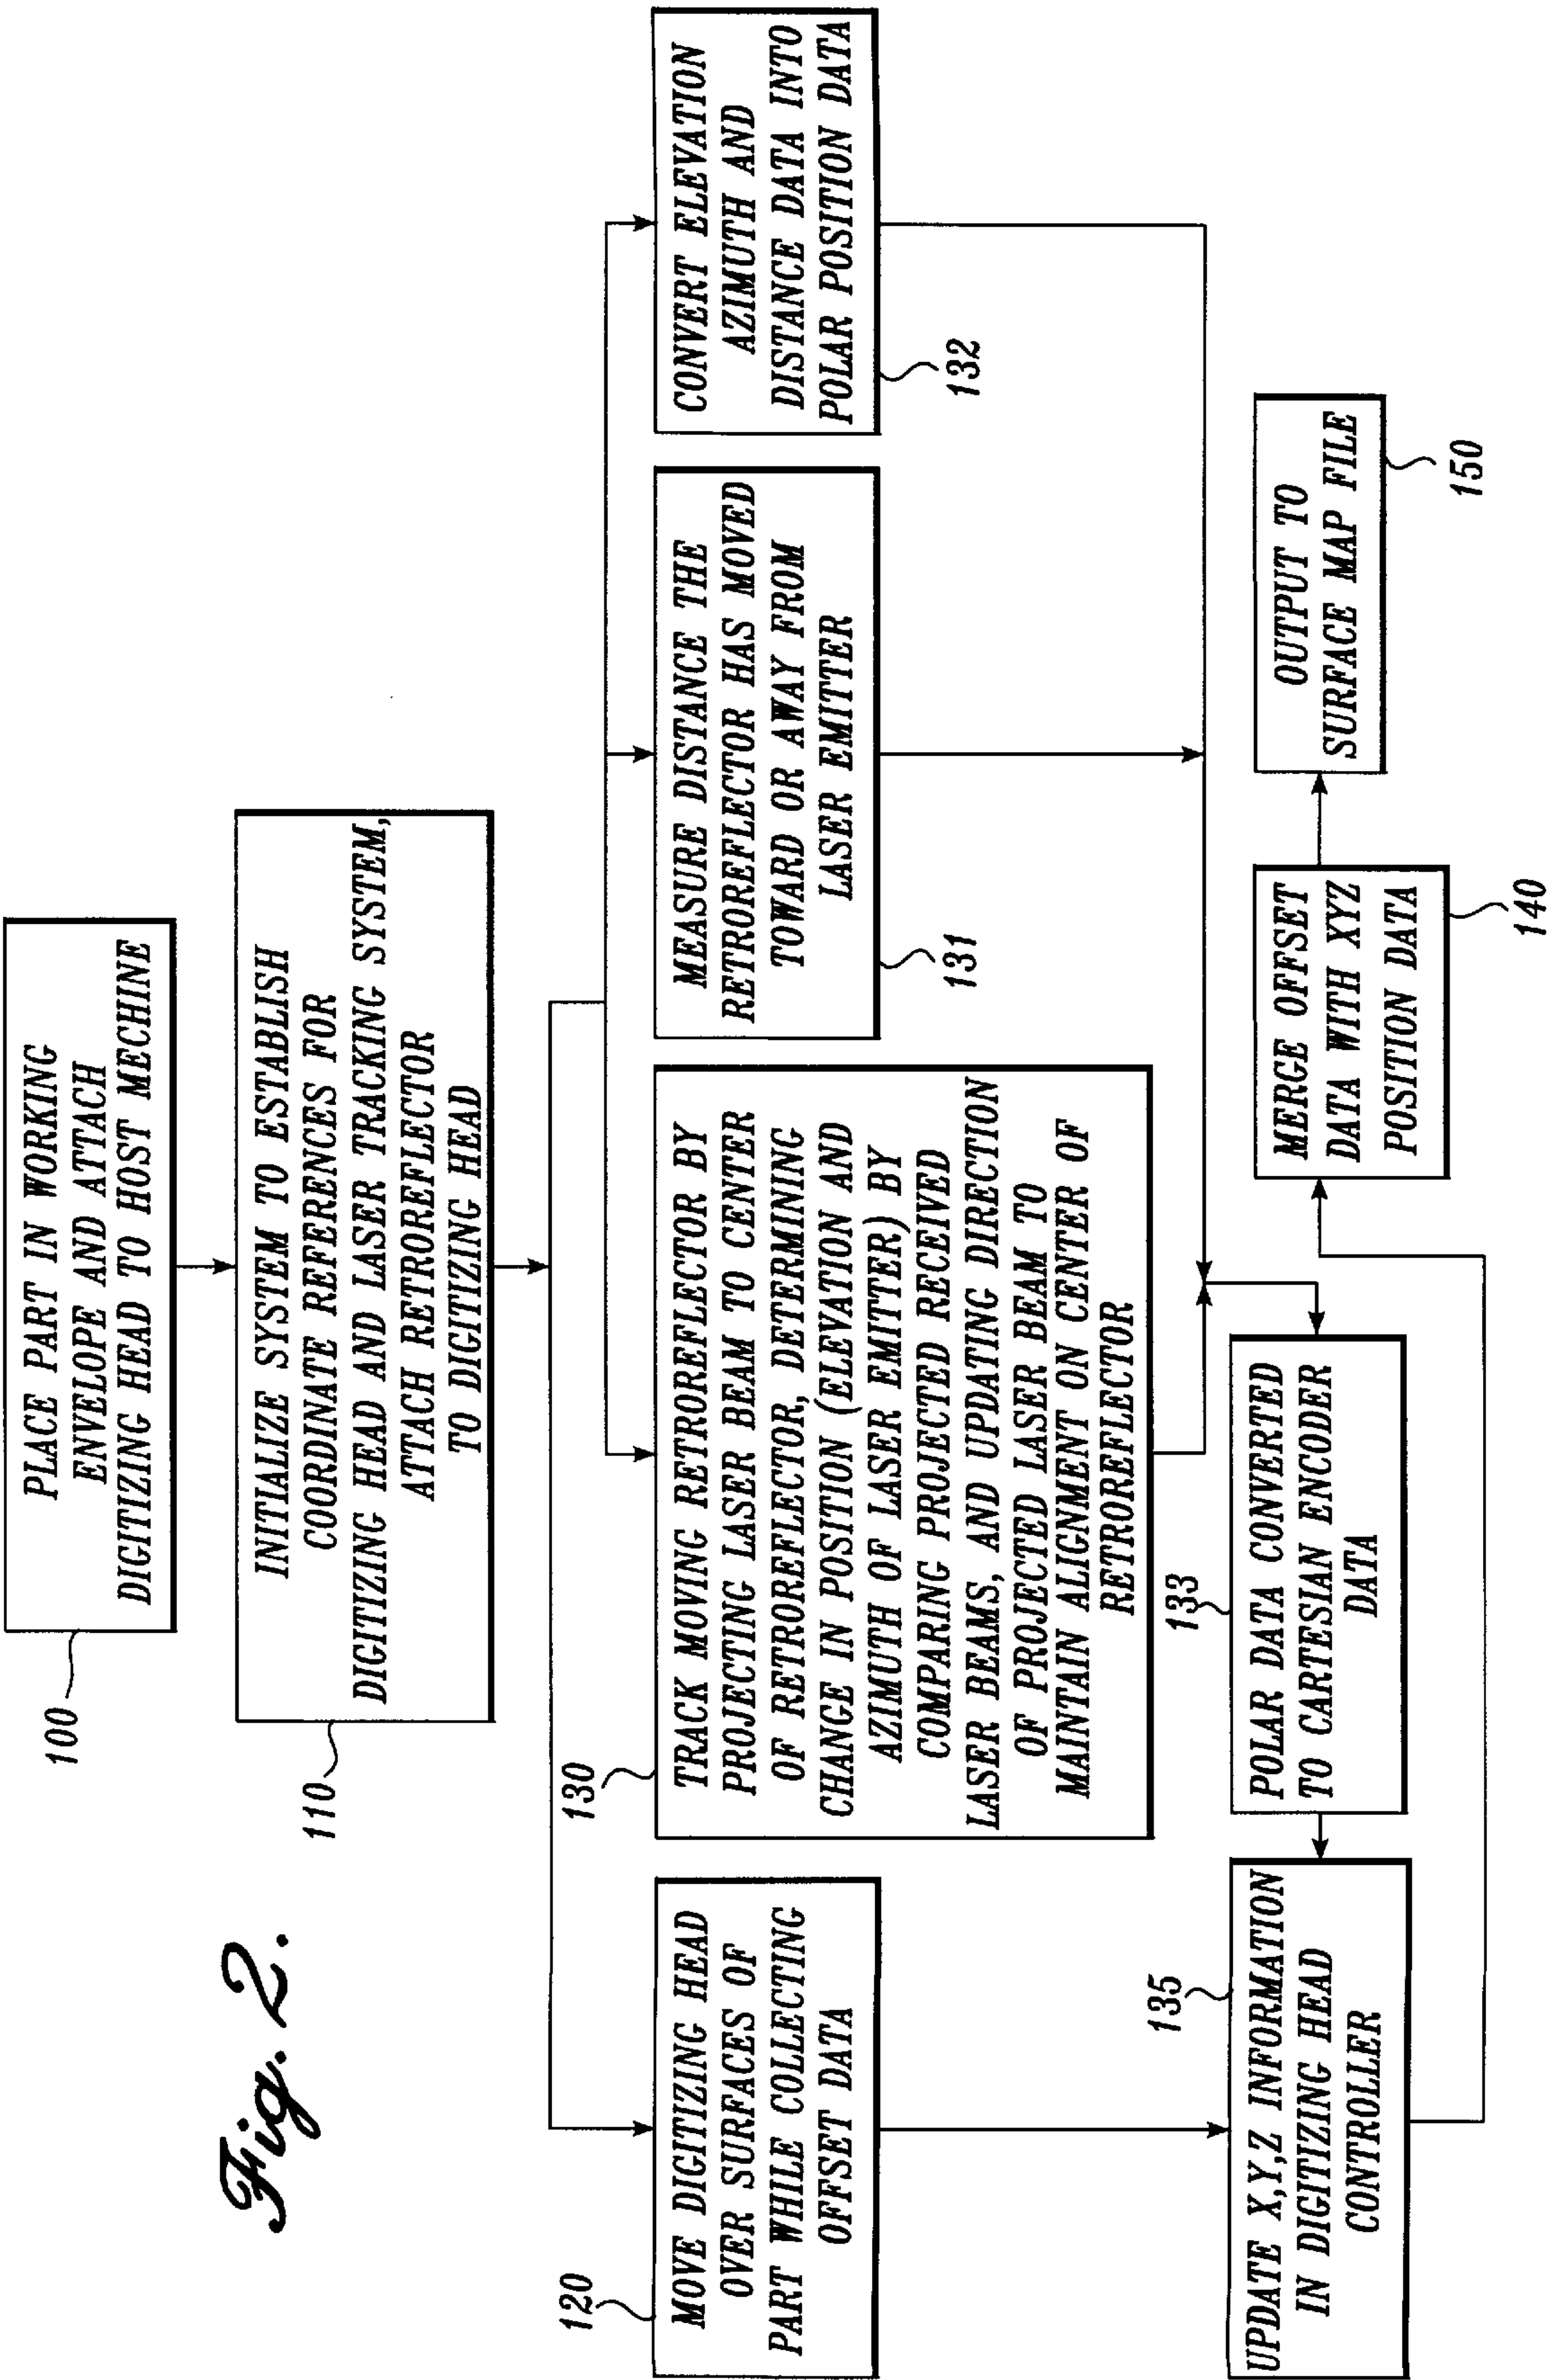 Fig. 2.
100
PLACE PART IN WORKING
ENVELOPE AND ATTACH
DIGITIZING HEAD TO HOST MECHINE
110
INITIALIZE SYSTEM TO ESTABLISH
COORDINATE REFERENCES FOR
DIGITIZING HEAD AND LASER TRACKING SYSTEM,
ATTACH RETROREFLECTOR
TO DIGITIZING HEAD
120
MOVE DIGITIZING HEAD
OVER SURFACES OF
PART WHILE COLLECTING
OFFSET DATA
130
TRACK MOVING RETROREFLECTOR BY
PROJECTING LASER BEAM TO CENTER
OF RETROREFLECTOR, DETERMINING
CHANGE IN POSITION (ELEVATION AND
AZIMUTH OF LASER EMITTER) BY
COMPARING PROJECTED RECEIVED
LASER BEAMS, AND UPDATING DIRECTION
OF PROJECTED LASER BEAM TO
MAINTAIN ALIGNMENT ON CENTER OF
RETROREFLECTOR
MEASURE DISTANCE THE
RETROREFLECTOR HAS MOVED
TOWARD OR AWAY FROM
LASER EMITTER
131
CONVERT ELEVATION
AZIMUTH AND
DISTANCE DATA INTO
POLAR POSITION DATA
132
135
UPDATE X,Y,Z INFORMATION
IN DIGITIZING HEAD
CONTROLLER
133
POLAR DATA CONVERTED
TO CARTESIAN ENCODER
DATA
MERGE OFFSET
DATA WITH XYZ
POSITION DATA
140
OUTPUT TO
SURFACE MAP FILE
150